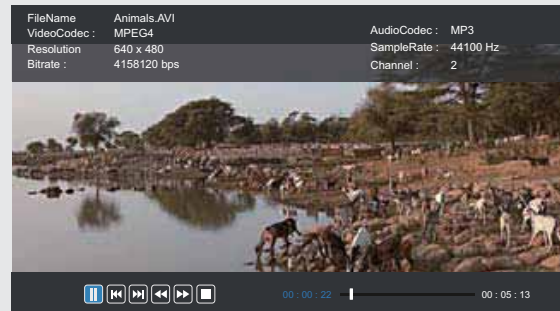 FileName Animals.AVI
VideoCodec : MPEG4
Resolution 640 x 480
Bitrate : 4158120 bps
AudioCodec : MP3
SampleRate : 44100 Hz
Channel : 2
00 : 00 : 22
00 : 05 : 13